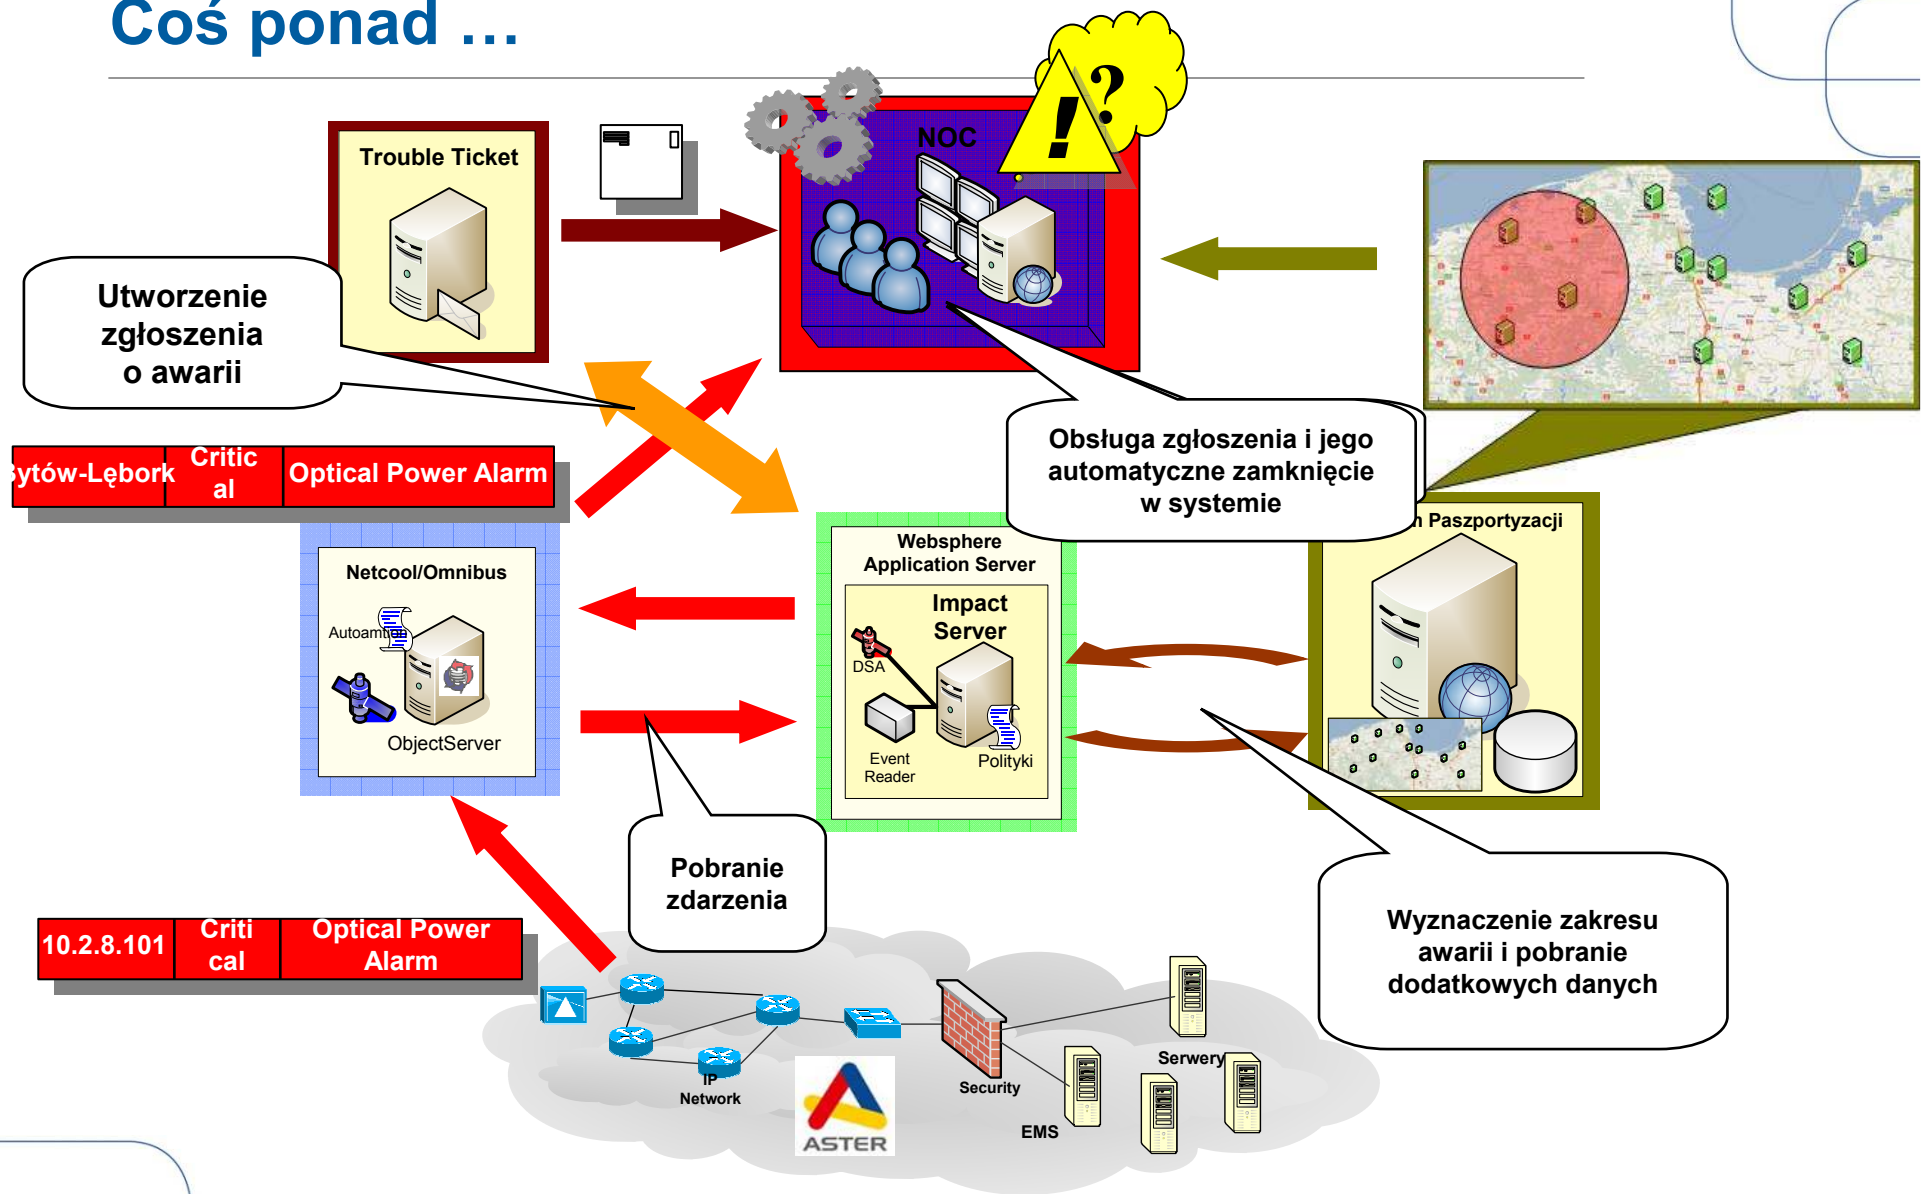 Coś ponad ...
Trouble Ticket
NOC
!
?
Utworzenie
zgłoszenia
o awarii
Obsługa zgłoszenia i jego
automatyczne zamknięcie
w systemie
Critic
al
Optical Power Alarm
Netcool/Omnibus
Autoamtion
ObjectServer
Websphere
Application Server
Impact
Server
DSA
Event
Reader
Polityki
Paszportyzacji
Pobranie
zdarzenia
Wyznaczenie zakresu
awarii i pobranie
dodatkowych danych
10.2.8.101
Criti
cal
Optical Power
Alarm
IP
Network
ASTER
Security
EMS
Serwery